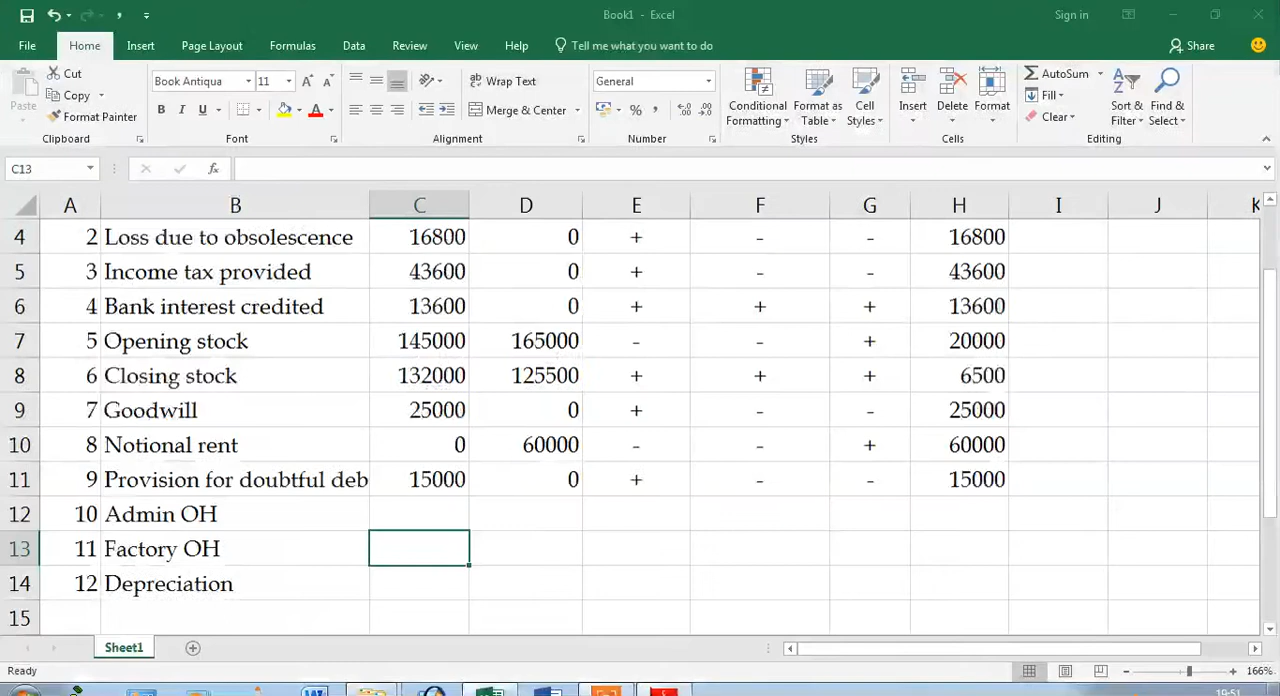 Book1 - Excel
Sign in
File Home Insert Page Layout Formulas Data Review View Help Tell me what you want to do Share
Paste
Cut
Copy
Format Painter
Clipboard
Book Antiqua 11
B I U
Font
Wrap Text
Merge & Center
Alignment
General
%
Number
Conditional Formatting
Format as Table
Cell Styles
Styles
Insert Delete Format
Cells
AutoSum
Fill
Clear
Sort & Filter
Find & Select
Editing
C13 fx
A B C D E F G H I J K
4 2 Loss due to obsolescence 16800 0 + - - 16800
5 3 Income tax provided 43600 0 + - - 43600
6 4 Bank interest credited 13600 0 + + + 13600
7 5 Opening stock 145000 165000 - - + 20000
8 6 Closing stock 132000 125500 + + + 6500
9 7 Goodwill 25000 0 + - - 25000
10 8 Notional rent 0 60000 - - + 60000
11 9 Provision for doubtful deb 15000 0 + - - 15000
12 10 Admin OH
13 11 Factory OH
14 12 Depreciation
15
Sheet1
Ready 166%
19:51